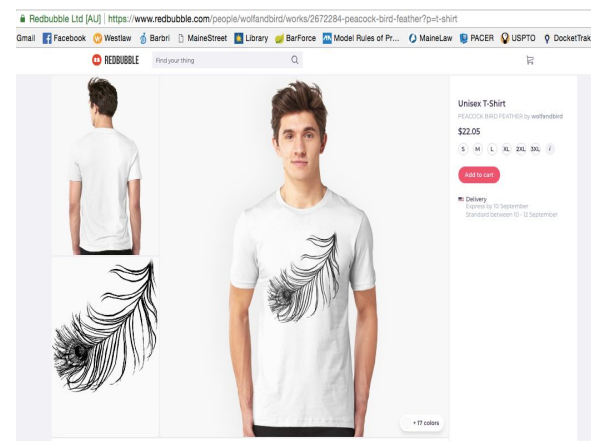 Redbubble Ltd [AU] | https://www.redbubble.com/people/wolfandbird/works/2672284-peacock-bird-feather?p=t-shirt
Gmail Facebook Westlaw Barbri MaineStreet Library BarForce Model Rules of Pr... MaineLaw PACER USPTO DocketTrak
REDBUBBLE Find your thing
Unisex T-Shirt
PEACOCK BIRD FEATHER by wolfandbird
$22.05
S M L XL 2XL 3XL i
Add to cart
Delivery
Express by 10 September
Standard between 10 - 12 September
+ 17 colors